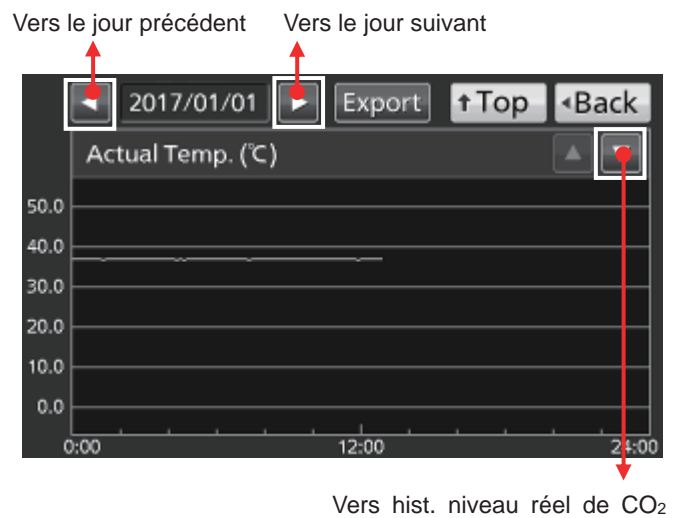 Vers le jour précédent Vers le jour suivant
2017/01/01 Export ↑Top ◂Back
Actual Temp. (℃)
50.0
40.0
30.0
20.0
10.0
0.0
0:00 12:00 24:00
Vers hist. niveau réel de CO₂